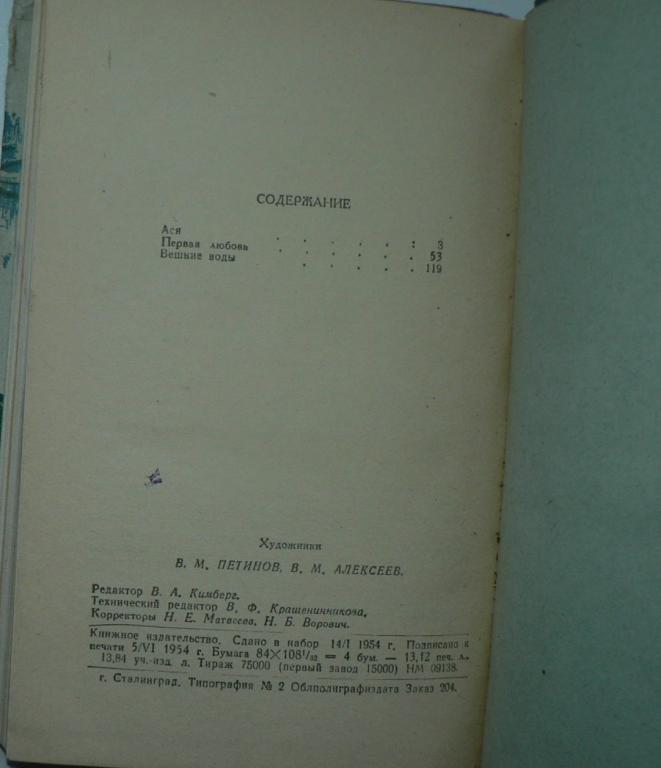 СОДЕРЖАНИЕ
Ася . . . . . : 3
Первая любовь . . . . . . 53
Вешние воды . . . . . 119
Художники
В. М. ПЕТИНОВ, В. М. АЛЕКСЕЕВ.
Редактор В. А. Кимберг.
Технический редактор В. Ф. Крашенинникова.
Корректоры Н. Е. Матвеева, Н. Б. Ворович.
Книжное издательство. Сдано в набор 14/I 1954 г. Подписано к
печати 5/VI 1954 г. Бумага 84×108¹/₃₂ = 4 бум. — 13,12 печ. л.
13,84 уч.-изд л. Тираж 75000 (первый завод 15000) НМ 09138.
г. Сталинград. Типография № 2 Облполиграфиздата Заказ 204.